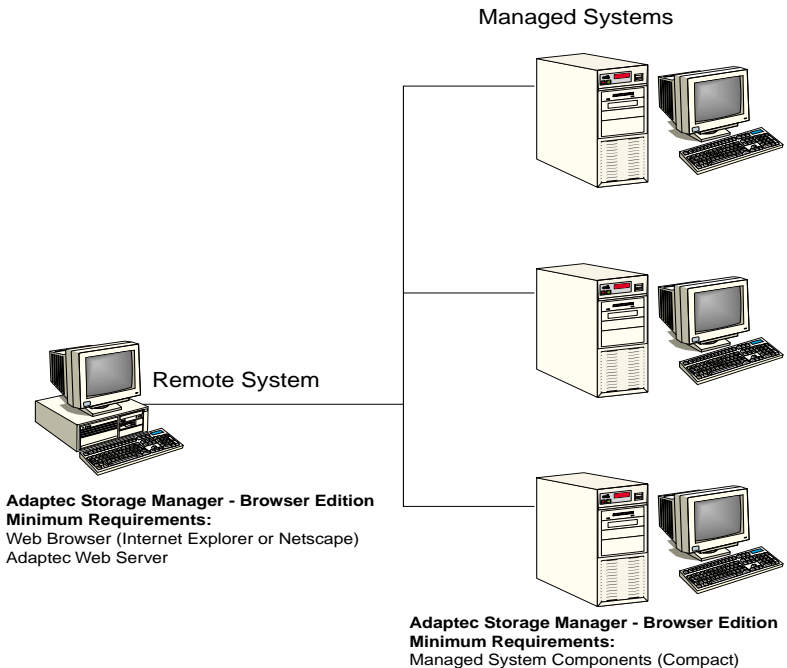 Managed Systems
Remote System
Adaptec Storage Manager - Browser Edition
Minimum Requirements:
Web Browser (Internet Explorer or Netscape)
Adaptec Web Server
Adaptec Storage Manager - Browser Edition
Minimum Requirements:
Managed System Components (Compact)